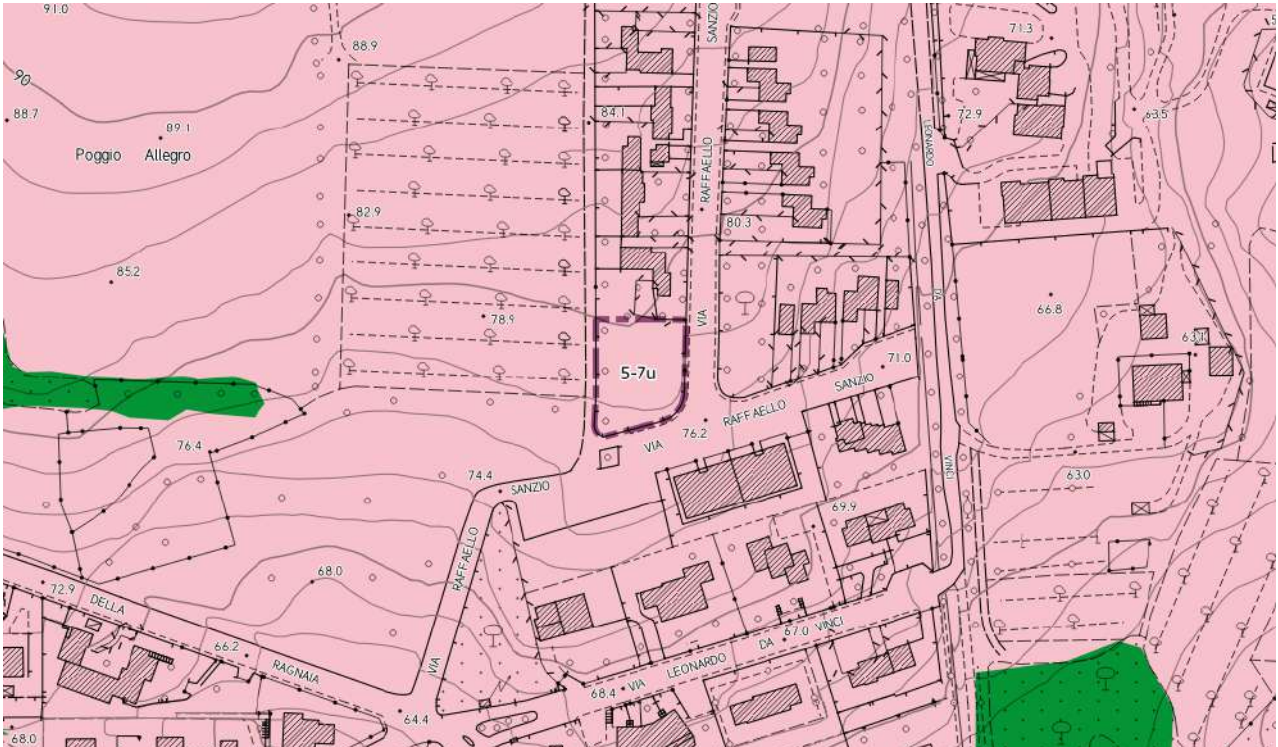 91.0
SANZIO
71.3
88.9
90
88.7
84.1
72.9
63.5
89.1
LEONARDO
Poggio Allegro
RAFFAELLO
82.9
80.3
85.2
DA
66.8
78.9
VIA
63.1
5-7u
71.0
SANZIO
RAFFAELLO
76.2
VIA
76.4
VINCI
74.4
63.0
SANZIO
69.9
RAFFAELLO
68.0
72.9
DELLA
67.0
VINCI
DA
66.2
RAGNAIA
VIA
LEONARDO
VIA
68.4
64.4
68.0